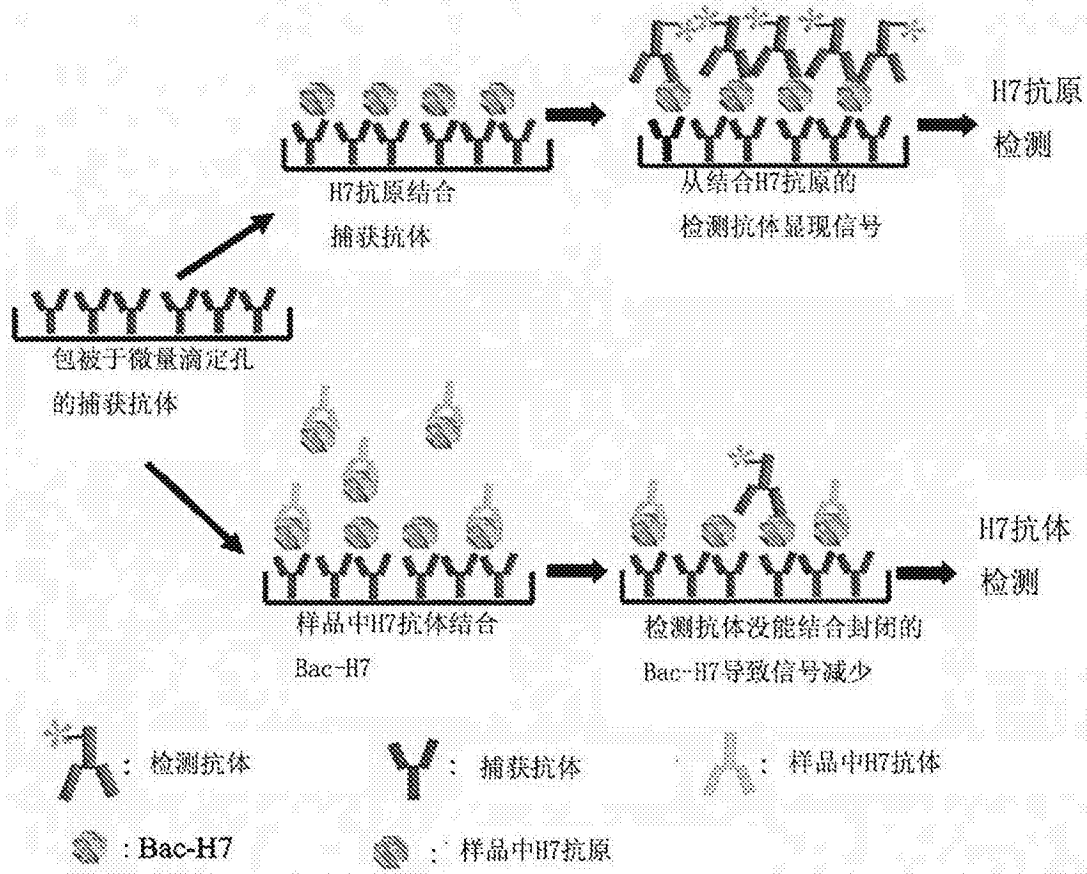 H7抗原
检测
H7抗原结合
捕获抗体
从结合H7抗原的
检测抗体显现信号
包被于微量滴定孔
的捕获抗体
H7抗体
检测
样品中H7抗体结合
Bac-H7
检测抗体没能结合封闭的
Bac-H7导致信号减少
: 检测抗体
: 捕获抗体
: 样品中H7抗体
: Bac-H7
: 样品中H7抗原